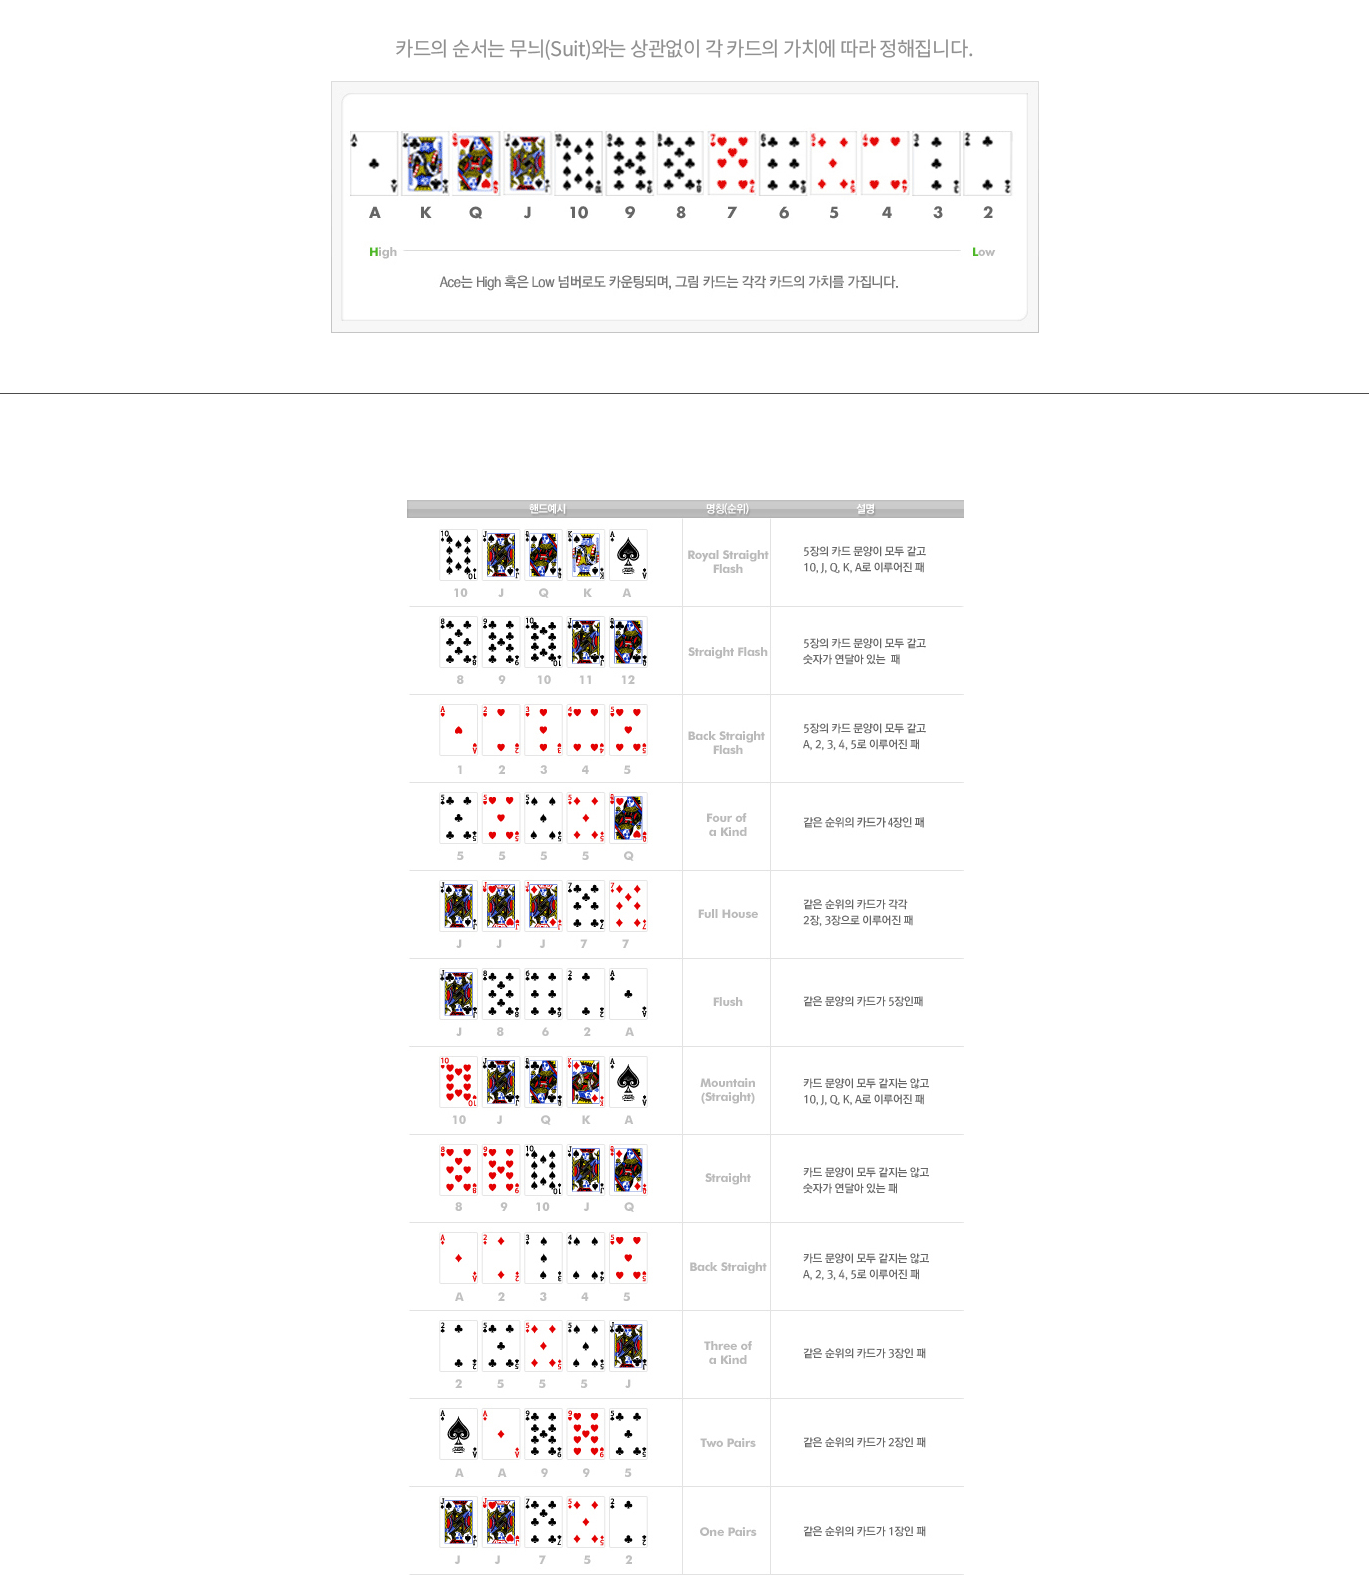 카드의 순서는 무늬(Suit)와는 상관없이 각 카드의 가치에 따라 정해집니다.
A K Q J 10 9 8 7 6 5 4 3 2
High Low
Ace는 High 혹은 Low 넘버로도 카운팅되며, 그림 카드는 각각 카드의 가치를 가집니다.
핸드예시 명칭(순위) 설명
Royal Straight
Flash
5장의 카드 문양이 모두 같고
10, J, Q, K, A로 이루어진 패
10 J Q K A
Straight Flash
5장의 카드 문양이 모두 같고
숫자가 연달아 있는 패
8 9 10 11 12
Back Straight
Flash
5장의 카드 문양이 모두 같고
A, 2, 3, 4, 5로 이루어진 패
1 2 3 4 5
Four of
a Kind
같은 순위의 카드가 4장인 패
5 5 5 5 Q
Full House
같은 순위의 카드가 각각
2장, 3장으로 이루어진 패
J J J 7 7
Flush
같은 문양의 카드가 5장인패
J 8 6 2 A
Mountain
(Straight)
카드 문양이 모두 같지는 않고
10, J, Q, K, A로 이루어진 패
10 J Q K A
Straight
카드 문양이 모두 같지는 않고
숫자가 연달아 있는 패
8 9 10 J Q
Back Straight
카드 문양이 모두 같지는 않고
A, 2, 3, 4, 5로 이루어진 패
A 2 3 4 5
Three of
a Kind
같은 순위의 카드가 3장인 패
2 5 5 5 J
Two Pairs
같은 순위의 카드가 2장인 패
A A 9 9 5
One Pairs
같은 순위의 카드가 1장인 패
J J 7 5 2